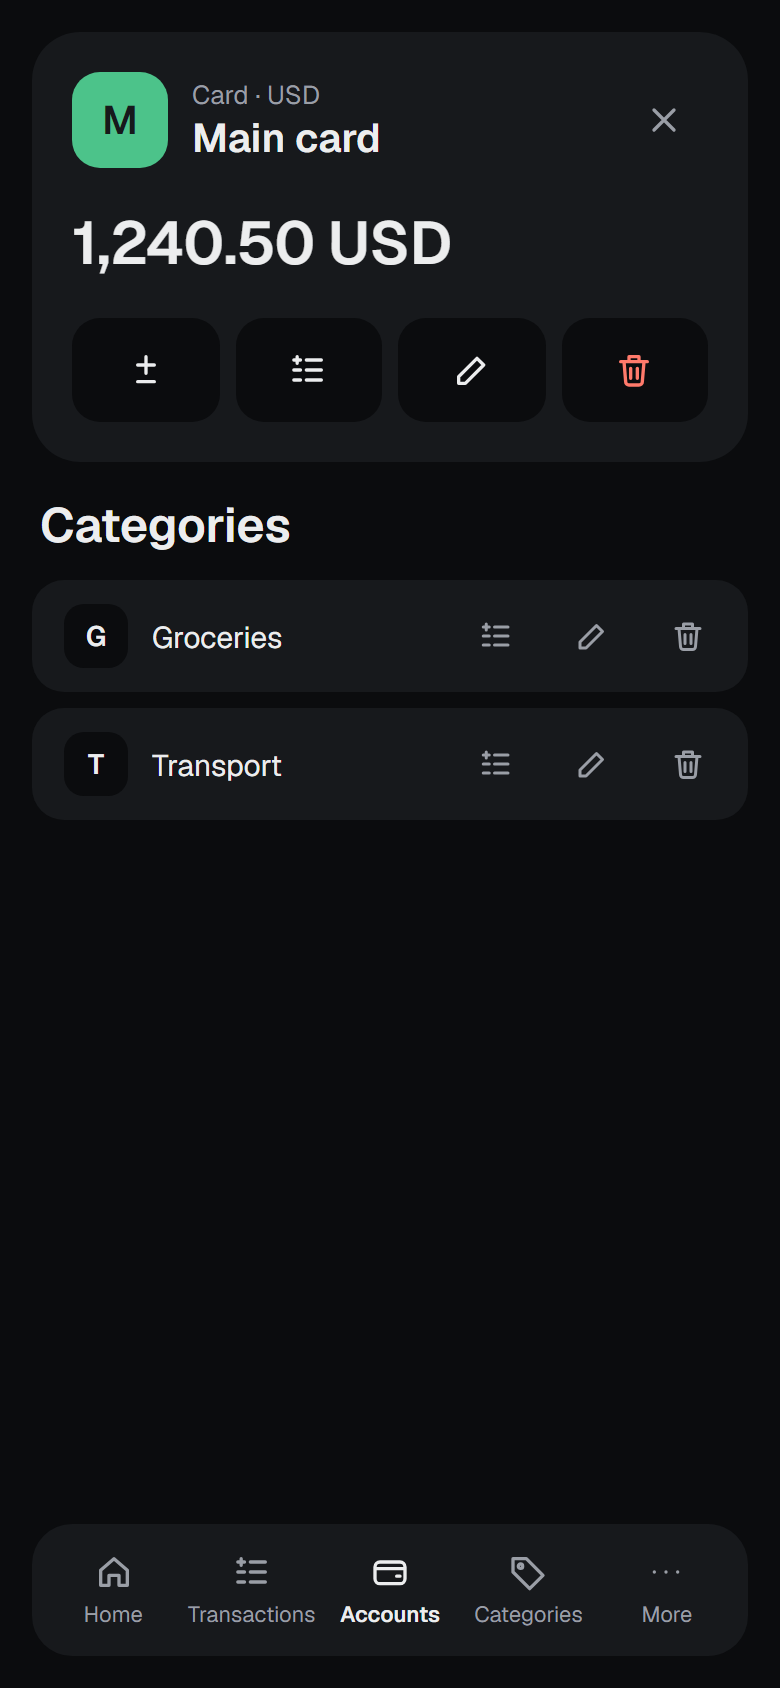 M
Card · USD
Main card
1,240.50 USD
Categories
G
Groceries
T
Transport
Home
Transactions
Accounts
Categories
More